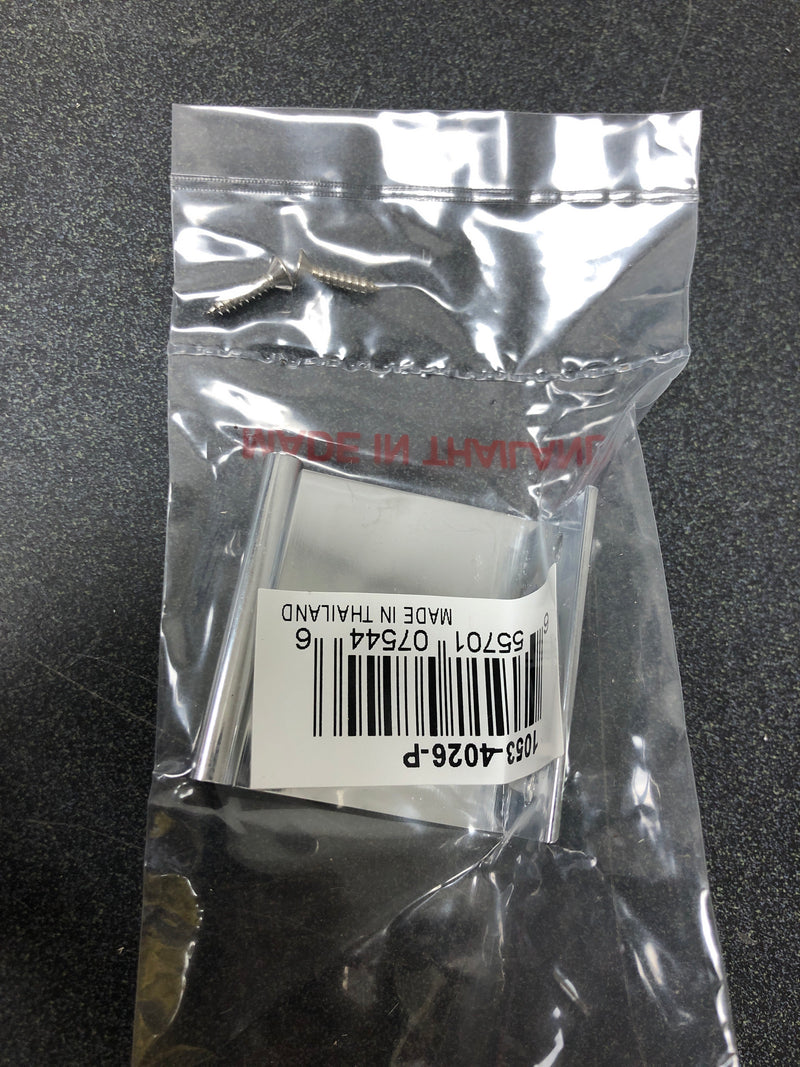 1053-4026-P
6 55701 07544 6
MADE IN THAILAND
MADE IN THAILAND